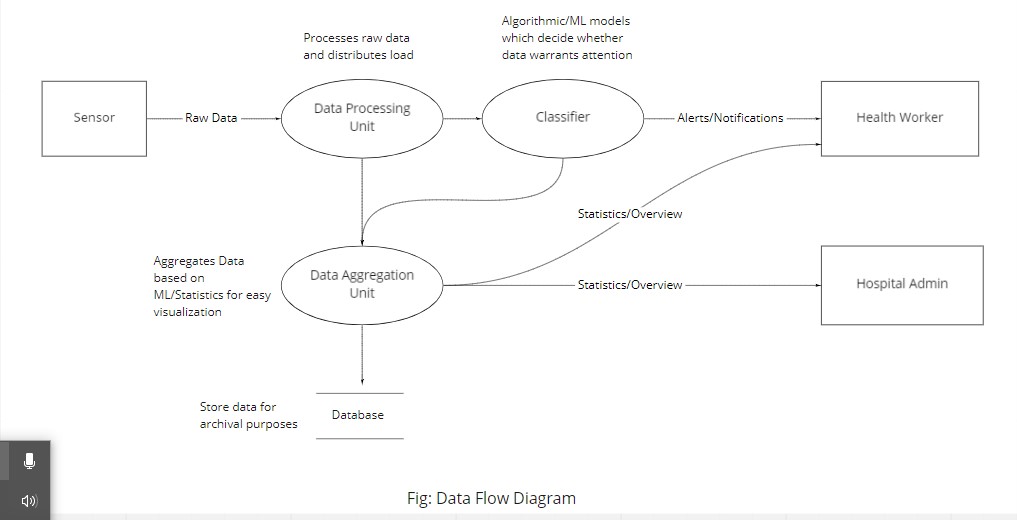 Algorithmic/ML models
which decide whether
data warrants attention
Processes raw data
and distributes load
Sensor
Raw Data
Data Processing
Unit
Classifier
Alerts/Notifications
Health Worker
Statistics/Overview
Aggregates Data
based on
ML/Statistics for easy
visualization
Data Aggregation
Unit
Statistics/Overview
Hospital Admin
Store data for
archival purposes
Database
Fig: Data Flow Diagram